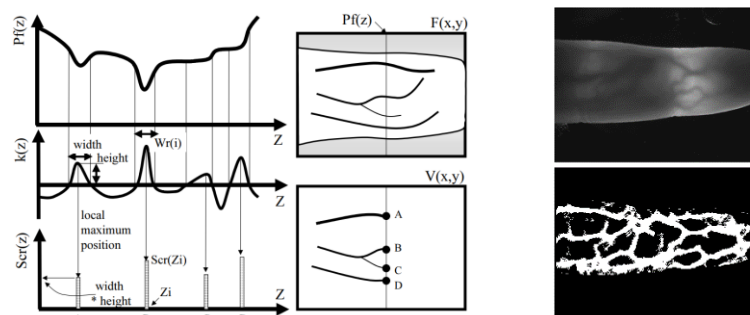 Pf(z)
Z
k(z)
width
height
Wr(i)
Z
local
maximum
position
Scr(z)
Scr(Zi)
width
* height
Zi
Z
Pf(z)
F(x,y)
V(x,y)
A
B
C
D